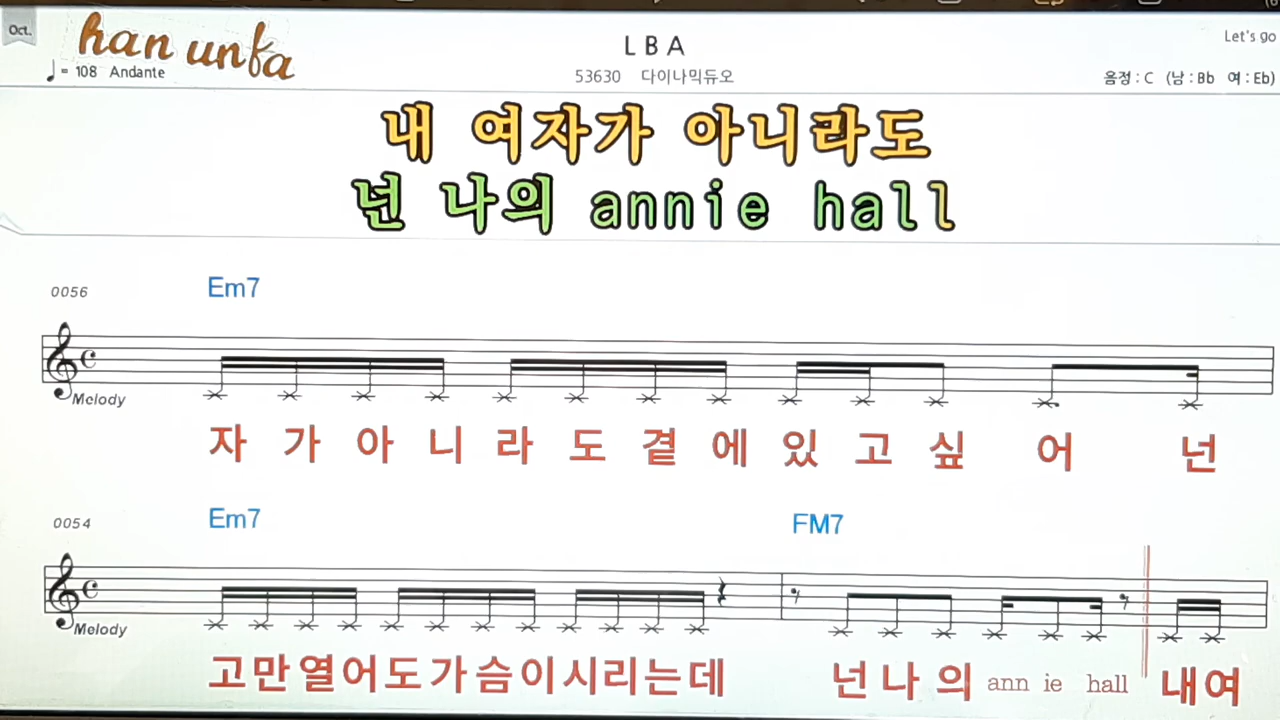 Oct.
han unfa
L B A
Let's go
♩= 108 Andante
53630 다이나믹듀오
음정 : C (남 : Bb 여 : Eb)
내 여자가 아니라도
넌 나의 annie hall
0056
Em7
Melody
자 가 아 니 라 도 곁 에 있 고 싶 어 넌
0054
Em7 FM7
Melody
고만열어도가슴이시리는데 넌나의 ann ie hall 내여